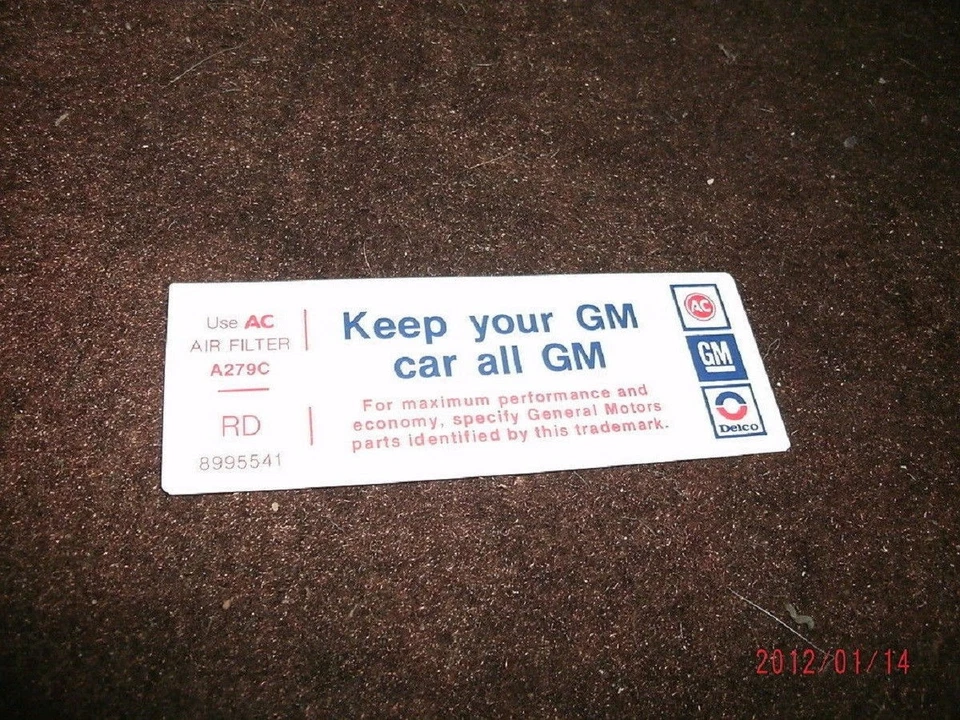 Use AC
AIR FILTER
A279C
RD
8995541
Keep your GM
car all GM
For maximum performance and
economy, specify General Motors
parts identified by this trademark.
AC
GM
Delco
2012/01/14